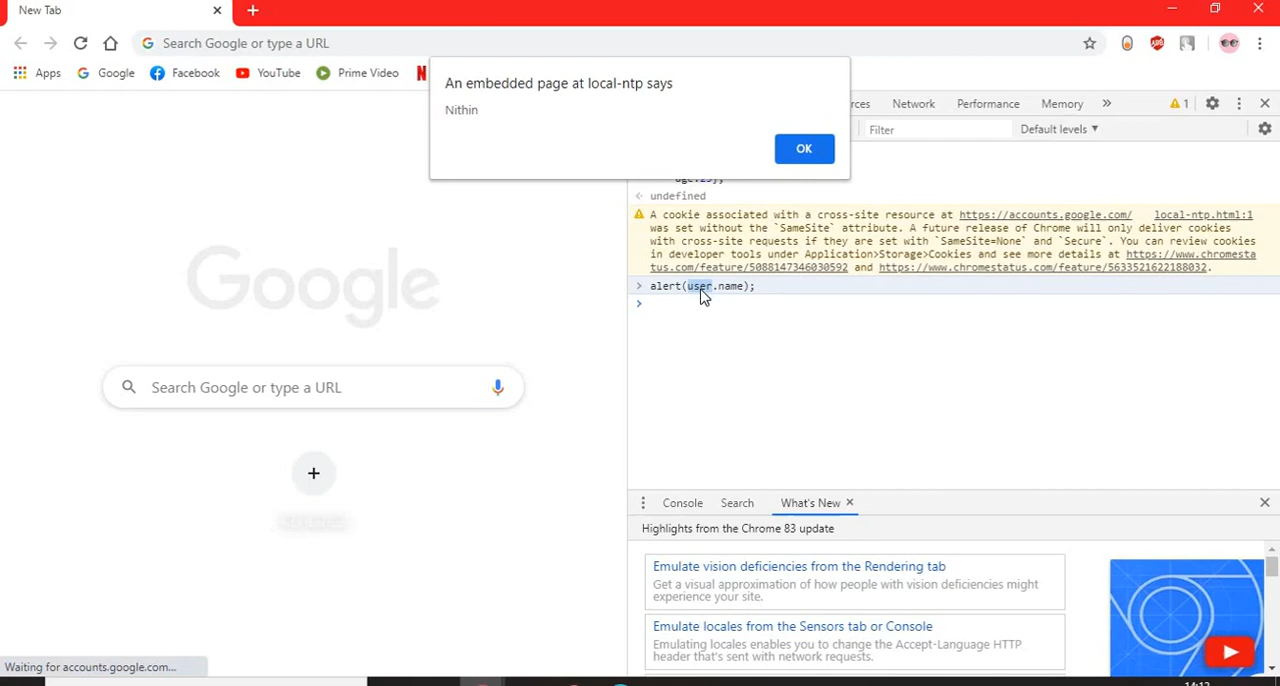 New Tab
Search Google or type a URL
Apps
Google
Facebook
YouTube
Prime Video
An embedded page at local-ntp says
Nithin
OK
Network
Performance
Memory
1
Filter
Default levels
undefined
A cookie associated with a cross-site resource at https://accounts.google.com/ local-ntp.html:1
was set without the `SameSite` attribute. A future release of Chrome will only deliver
cookies with cross-site requests if they are set with `SameSite=None` and `Secure`. You can review cookies
in developer tools under Application>Storage>Cookies and see more details at https://www.chromesta
tus.com/feature/5088147346030592 and https://www.chromestatus.com/feature/5633521622188032.
alert(user.name);
Google
Search Google or type a URL
Console
Search
What's New
Highlights from the Chrome 83 update
Emulate vision deficiencies from the Rendering tab
Get a visual approximation of how people with vision deficiencies might
experience your site.
Emulate locales from the Sensors tab or Console
Emulating locales enables you to change the Accept-Language HTTP
header that's sent with network requests.
Waiting for accounts.google.com...